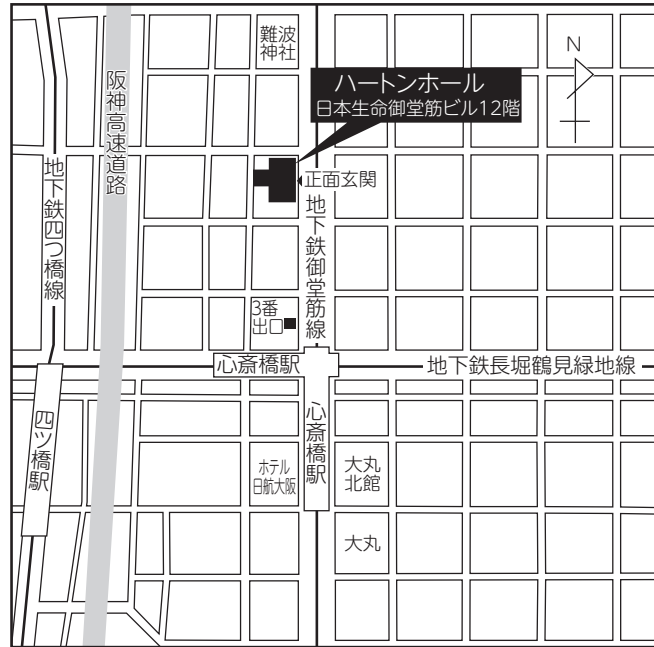 難波
神社
N
ハートンホール
日本生命御堂筋ビル12階
阪神高速道路
正面玄関
地下鉄四つ橋線
地下鉄御堂筋線
3番
出口
心斎橋駅
地下鉄長堀鶴見緑地線
四ツ橋駅
心斎橋駅
ホテル
日航大阪
大丸
北館
大丸